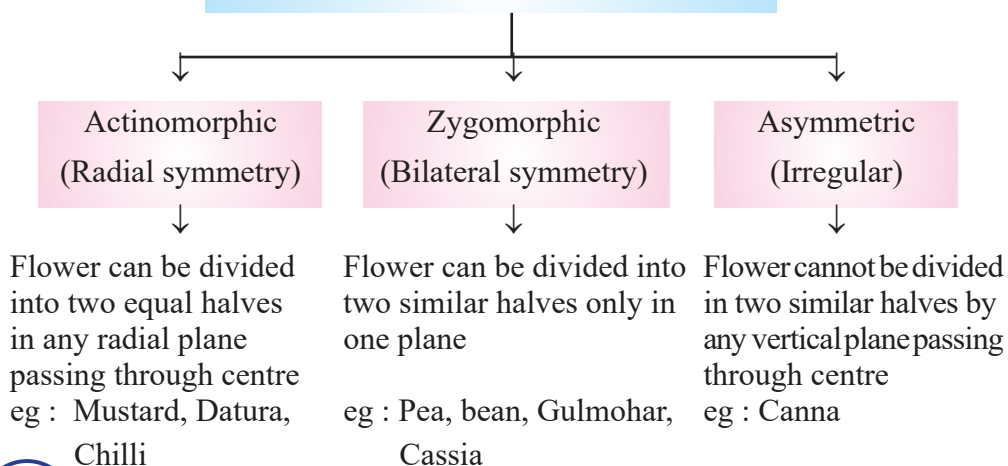 Actinomorphic
(Radial symmetry)
Zygomorphic
(Bilateral symmetry)
Asymmetric
(Irregular)
Flower can be divided
into two equal halves
in any radial plane
passing through centre
eg : Mustard, Datura,
Chilli
Flower can be divided into
two similar halves only in
one plane
eg : Pea, bean, Gulmohar,
Cassia
Flower cannot be divided
in two similar halves by
any vertical plane passing
through centre
eg : Canna